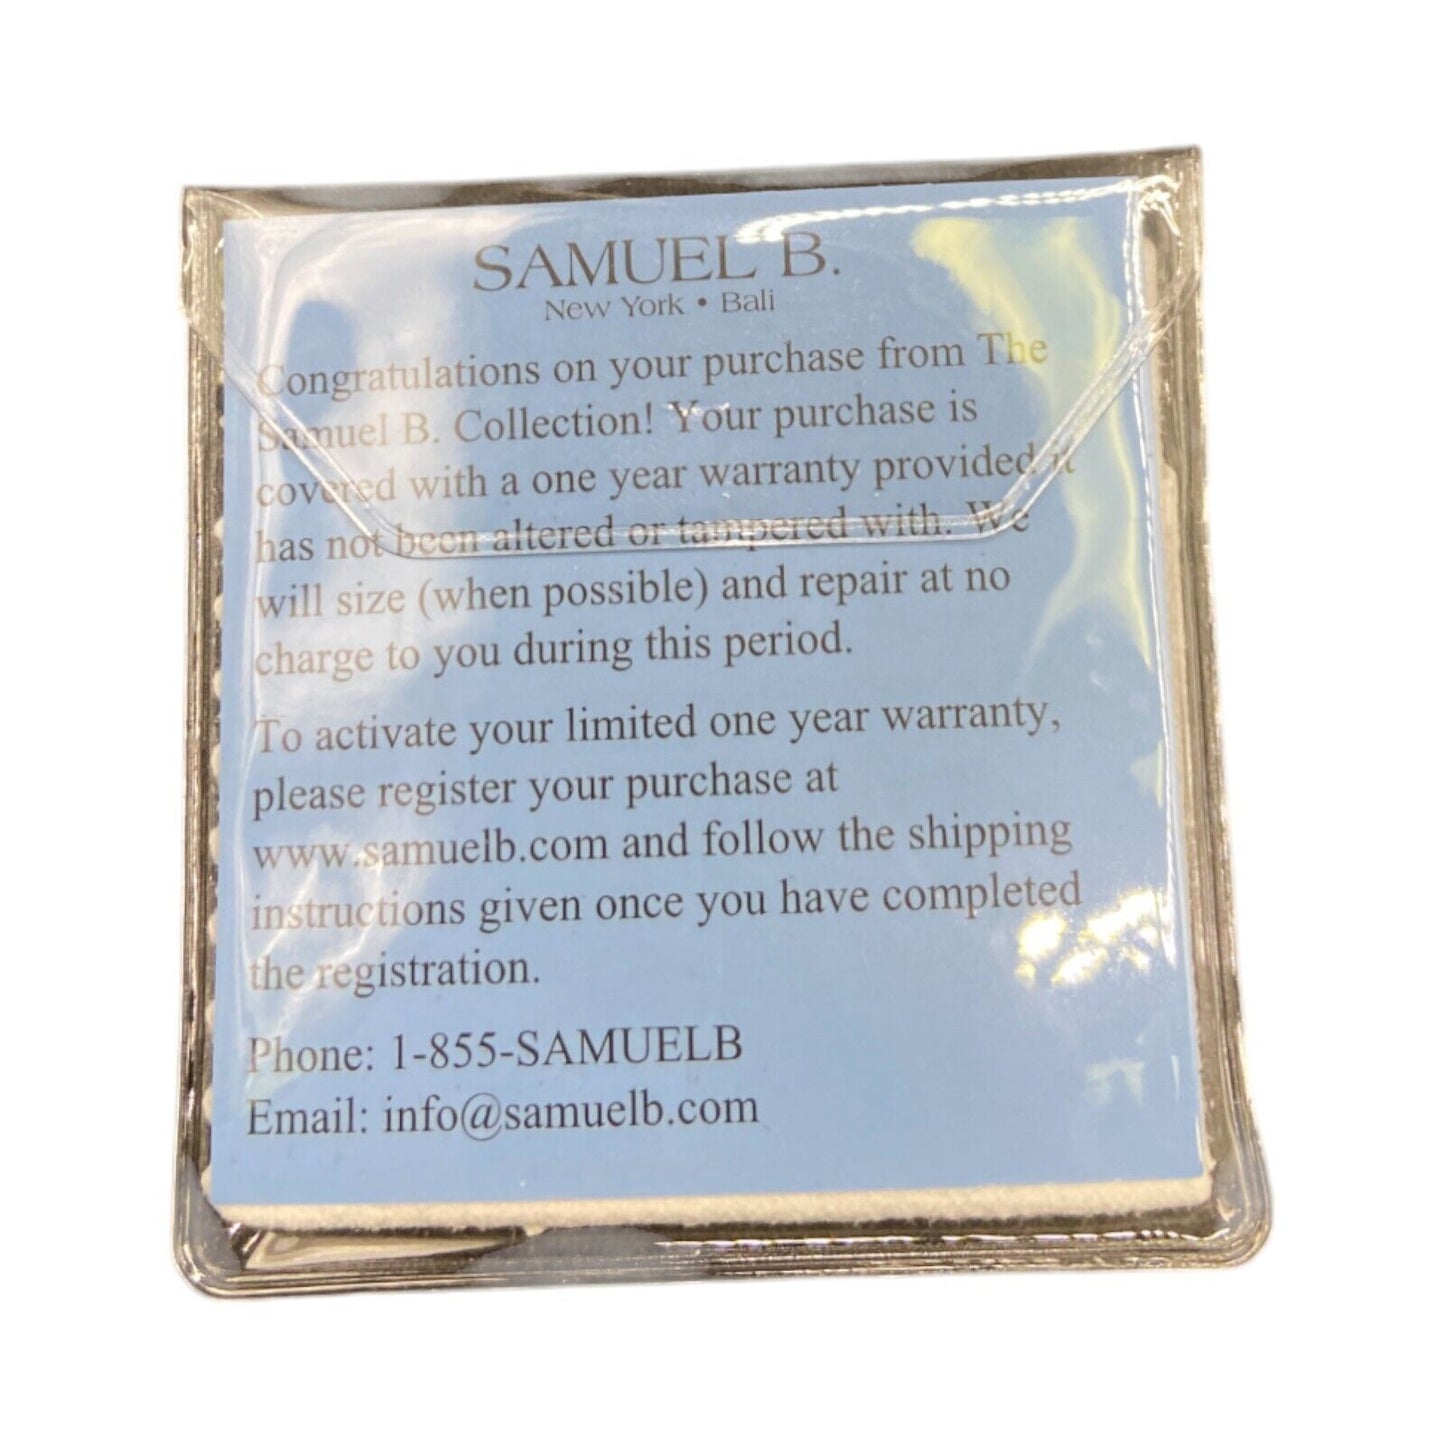 SAMUEL B.
New York • Bali
Congratulations on your purchase from The
Samuel B. Collection! Your purchase is
covered with a one year warranty provided it
has not been altered or tampered with. We
will size (when possible) and repair at no
charge to you during this period.
To activate your limited one year warranty,
please register your purchase at
www.samuelb.com and follow the shipping
instructions given once you have completed
the registration.
Phone: 1-855-SAMUELB
Email: info@samuelb.com